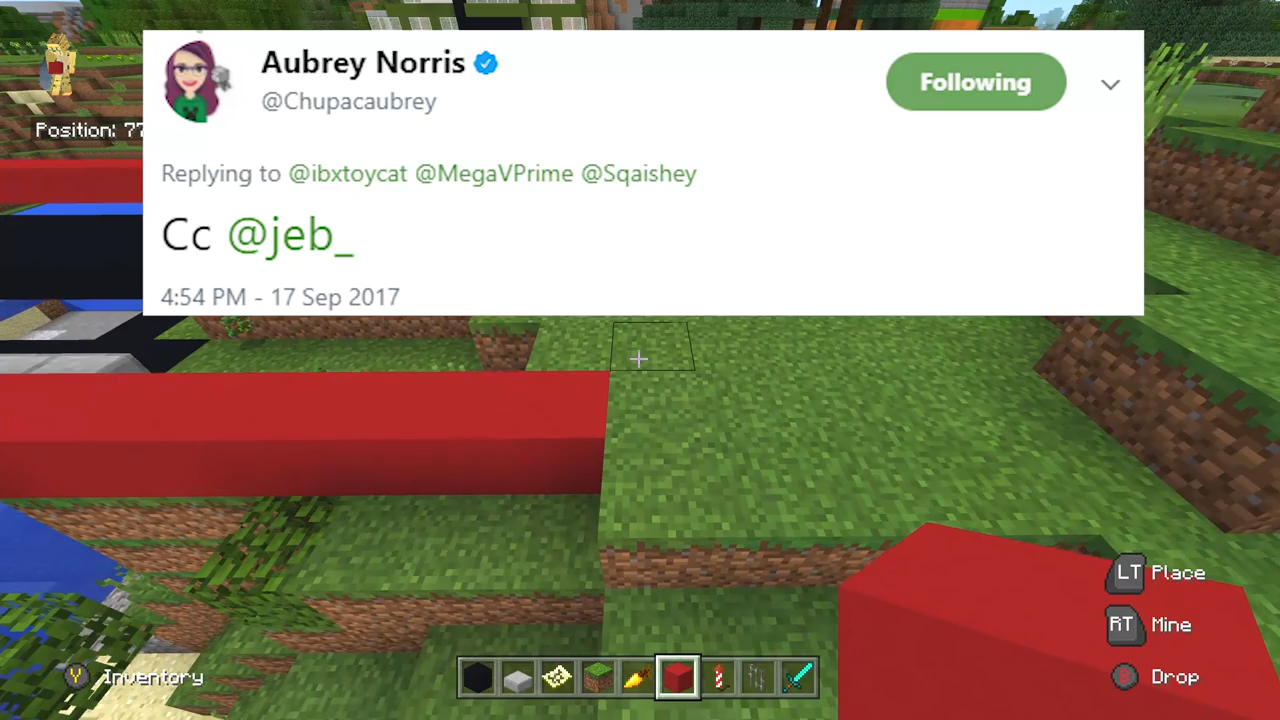 Aubrey Norris
@Chupacaubrey
Following
Position: 77
Replying to @ibxtoycat @MegaVPrime @Sqaishey
Cc @jeb_
4:54 PM - 17 Sep 2017
LT Place
RT Mine
Y Inventory
B Drop